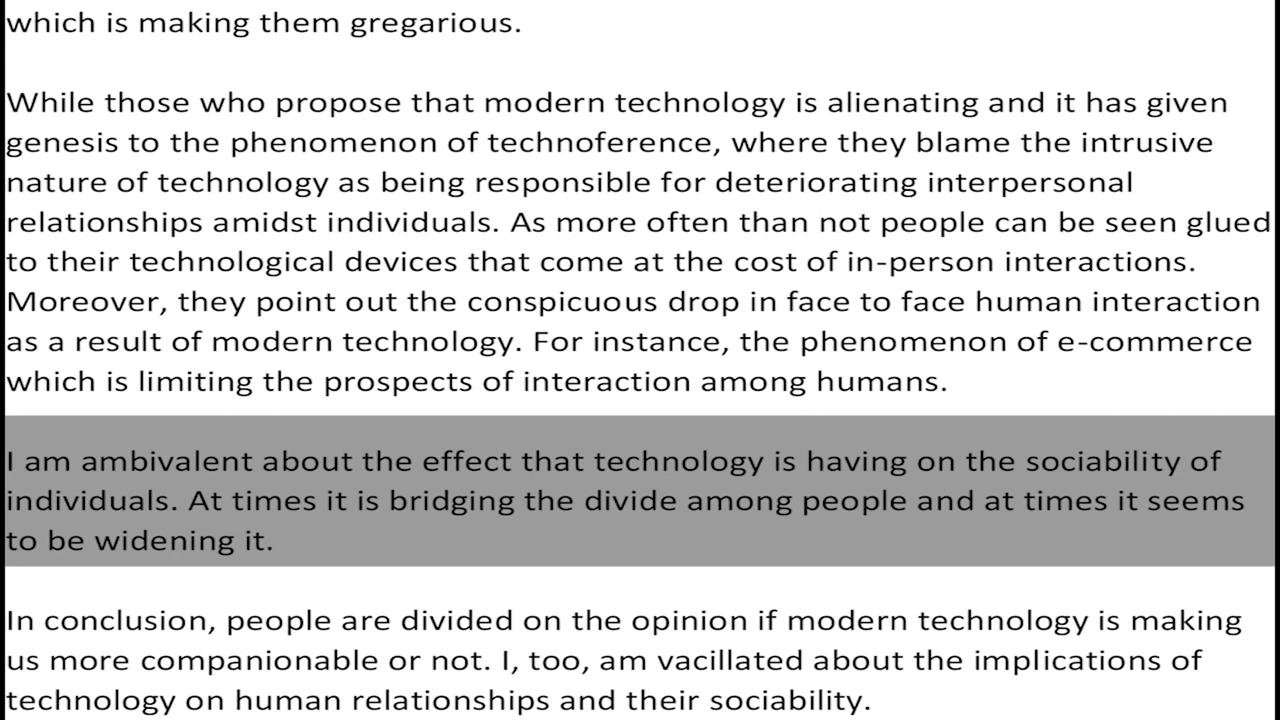 which is making them gregarious.
While those who propose that modern technology is alienating and it has given
genesis to the phenomenon of technoference, where they blame the intrusive
nature of technology as being responsible for deteriorating interpersonal
relationships amidst individuals. As more often than not people can be seen glued
to their technological devices that come at the cost of in-person interactions.
Moreover, they point out the conspicuous drop in face to face human interaction
as a result of modern technology. For instance, the phenomenon of e-commerce
which is limiting the prospects of interaction among humans.
I am ambivalent about the effect that technology is having on the sociability of
individuals. At times it is bridging the divide among people and at times it seems
to be widening it.
In conclusion, people are divided on the opinion if modern technology is making
us more companionable or not. I, too, am vacillated about the implications of
technology on human relationships and their sociability.